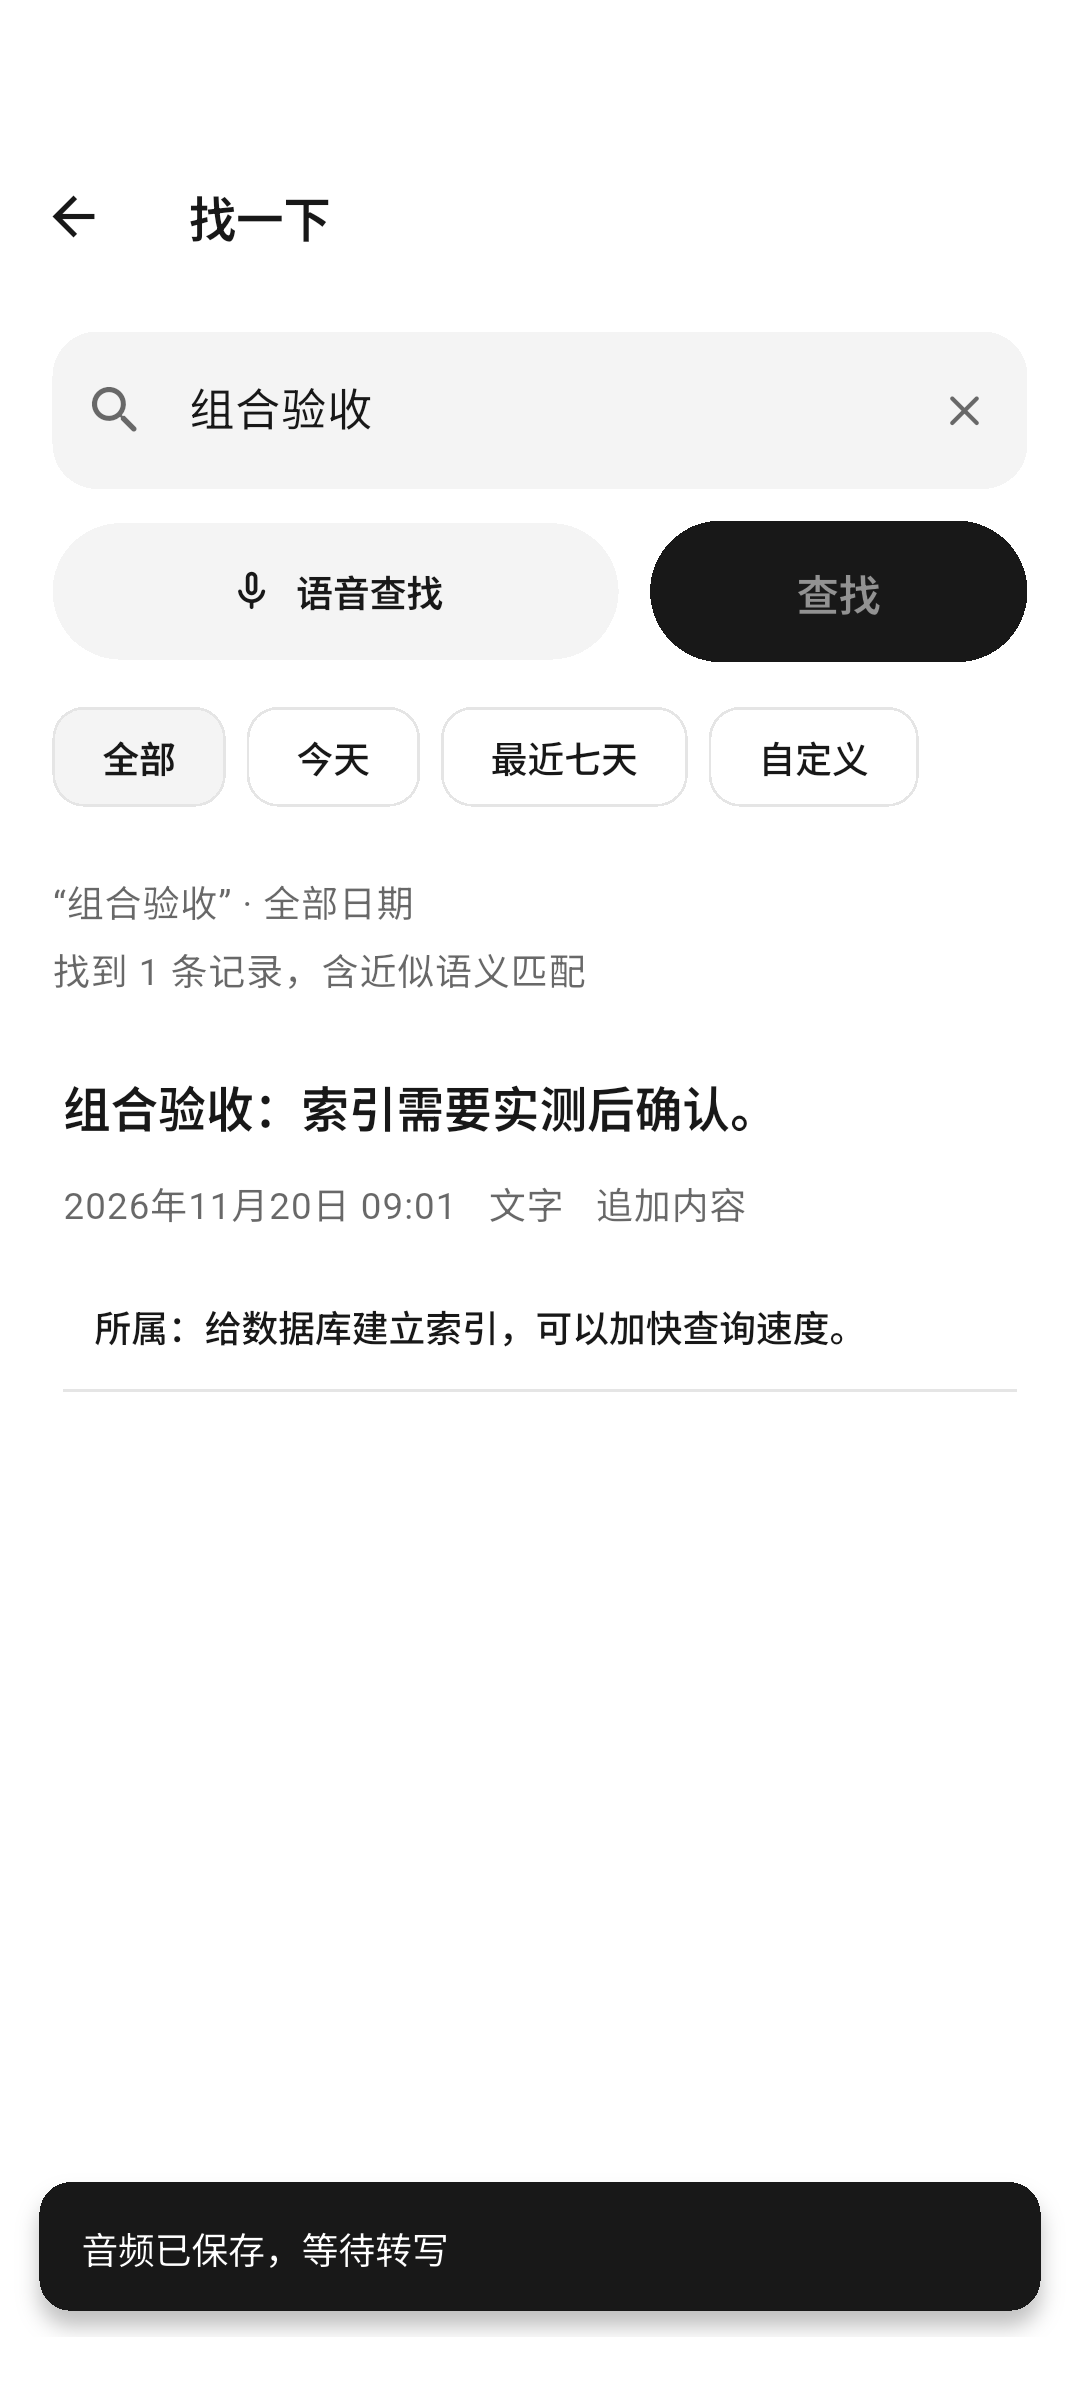 找一下
组合验收
语音查找
查找
全部 今天 最近七天 自定义
“组合验收” · 全部日期
找到 1 条记录，含近似语义匹配
组合验收：索引需要实测后确认。
2026年11月20日 09:01 文字 追加内容
所属：给数据库建立索引，可以加快查询速度。
音频已保存，等待转写